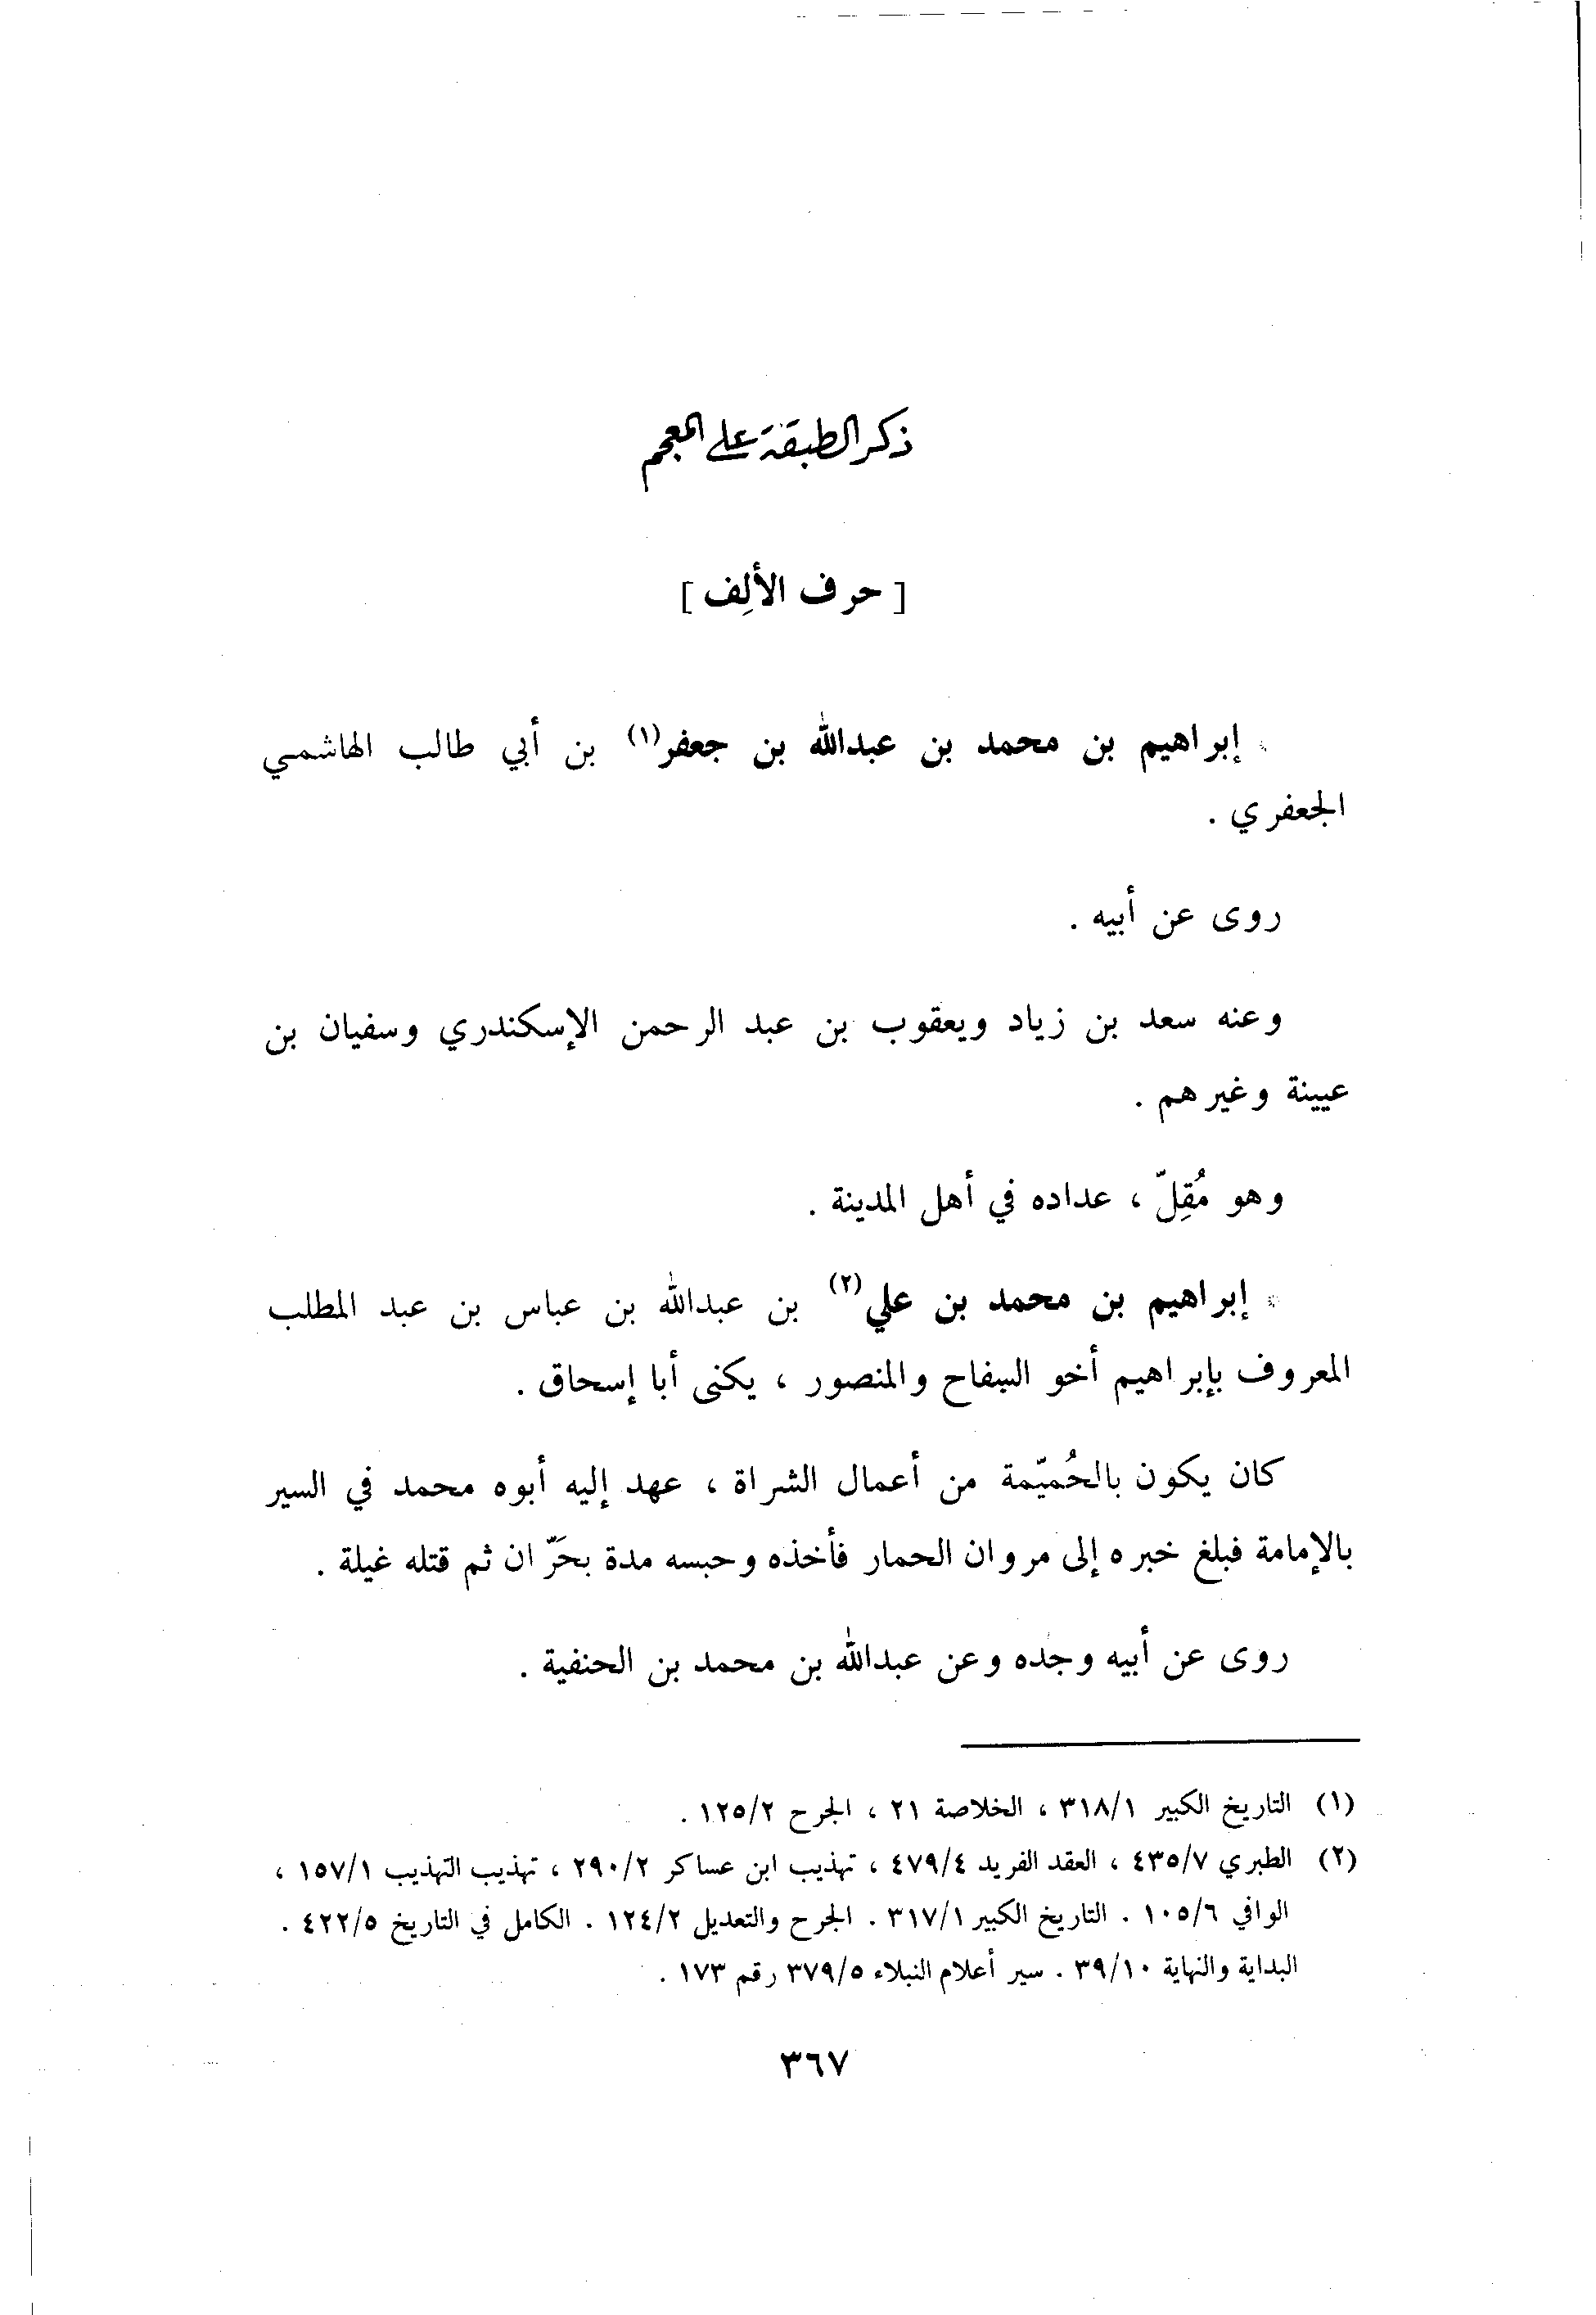 ذكر الطبقة على المعجم
[ حرف الألِف ]
* إبراهيم بن محمد بن عبدالله بن جعفر(١) بن أبي طالب الهاشمي
الجعفري .
روى عن أبيه .
وعنه سعد بن زياد ويعقوب بن عبد الرحمن الإسكندري وسفيان بن
عيينة وغيرهم .
وهو مُقِلّ ، عداده في أهل المدينة .
* إبراهيم بن محمد بن علي(٢) بن عبدالله بن عباس بن عبد المطلب
المعروف بإبراهيم أخو السفاح والمنصور ، يكنى أبا إسحاق .
كان يكون بالحُميّمة من أعمال الشراة ، عهد إليه أبوه محمد في السير
بالإمامة فبلغ خبره إلى مروان الحمار فأخذه وحبسه مدة بحَرّان ثم قتله غيلة .
روى عن أبيه وجده وعن عبدالله بن محمد بن الحنفية .
(١) التاريخ الكبير ٣١٨/١ ، الخلاصة ٢١ ، الجرح ١٢٥/٢ .
(٢) الطبري ٤٣٥/٧ ، العقد الفريد ٤٧٩/٤ ، تهذيب ابن عساكر ٢٩٠/٢ ، تهذيب التهذيب ١٥٧/١ ،
الوافي ١٠٥/٦ . التاريخ الكبير ٣١٧/١ . الجرح والتعديل ١٢٤/٢ . الكامل في التاريخ ٤٢٢/٥ .
البداية والنهاية ٣٩/١٠ . سير أعلام النبلاء ٣٧٩/٥ رقم ١٧٣ .
٣٦٧